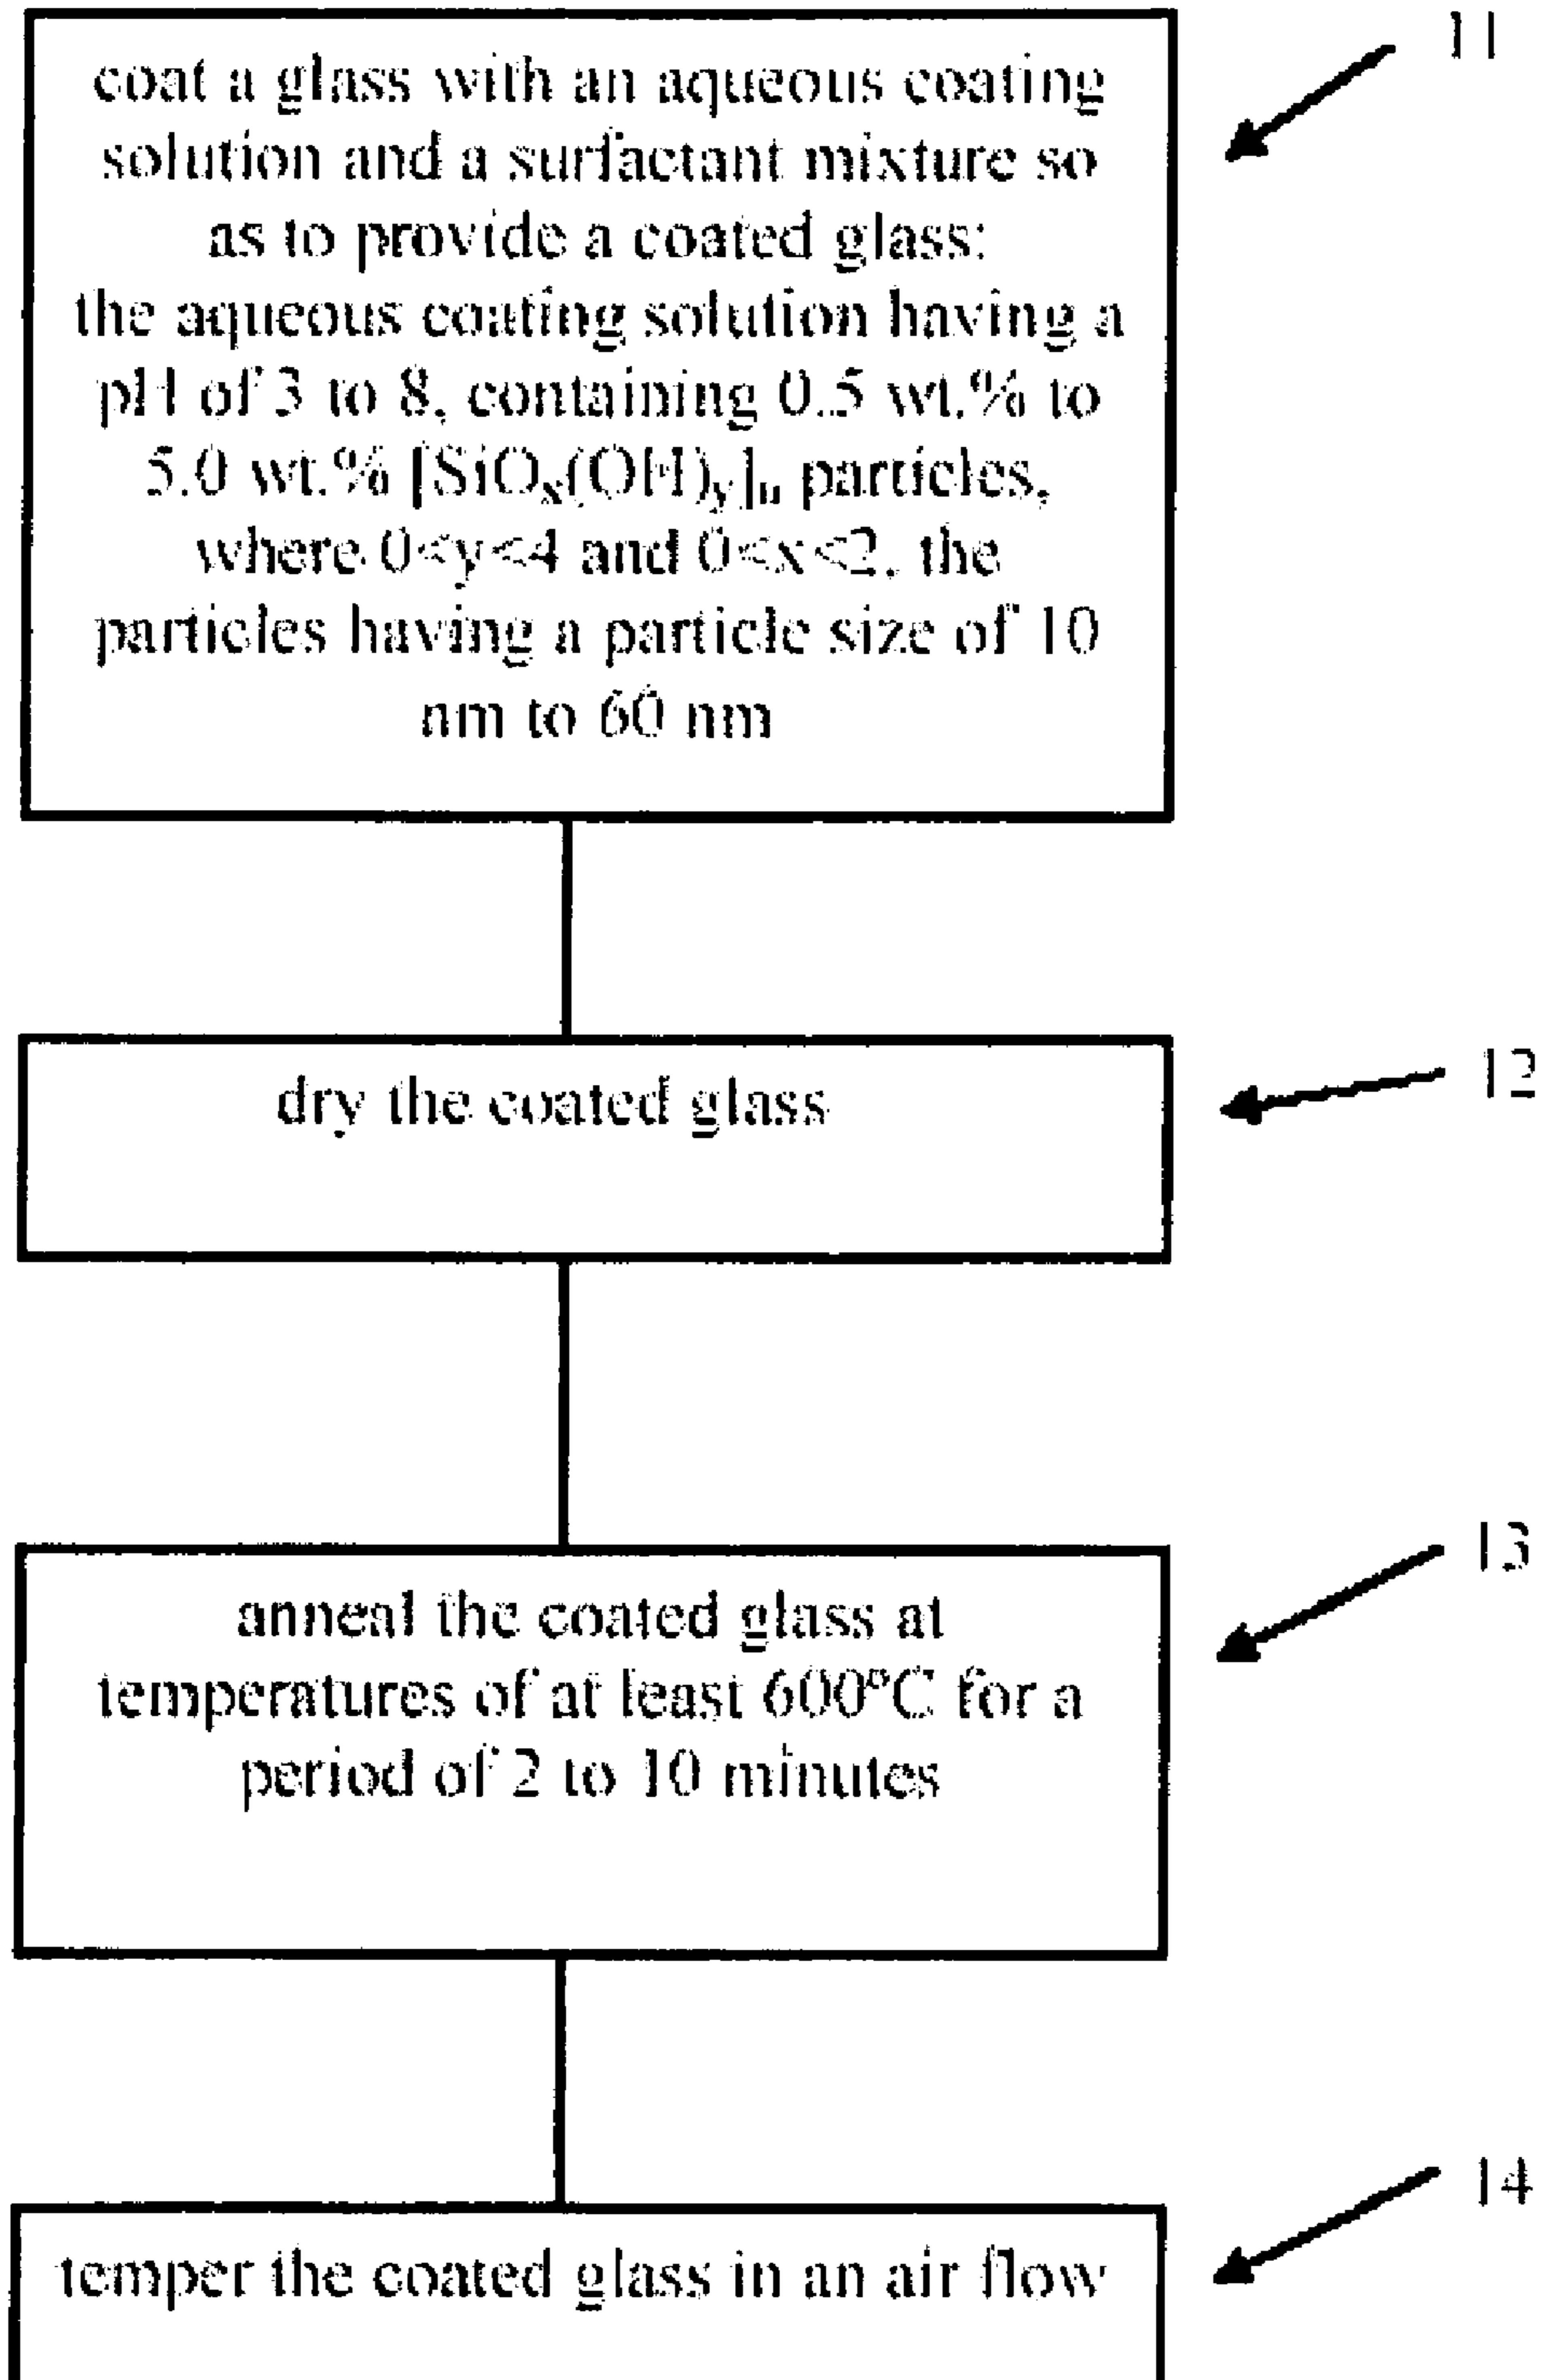 11
coat a glass with an aqueous coating
solution and a surfactant mixture so
as to provide a coated glass:
the aqueous coating solution having a
pH of 3 to 8, containing 0.5 wt.% to
5.0 wt.% [SiOₓ(OH)ᵧ]ₙ particles,
where 0<y<4 and 0<x<2, the
particles having a particle size of 10
nm to 60 nm
12
dry the coated glass
13
anneal the coated glass at
temperatures of at least 600°C for a
period of 2 to 10 minutes
14
temper the coated glass in an air flow